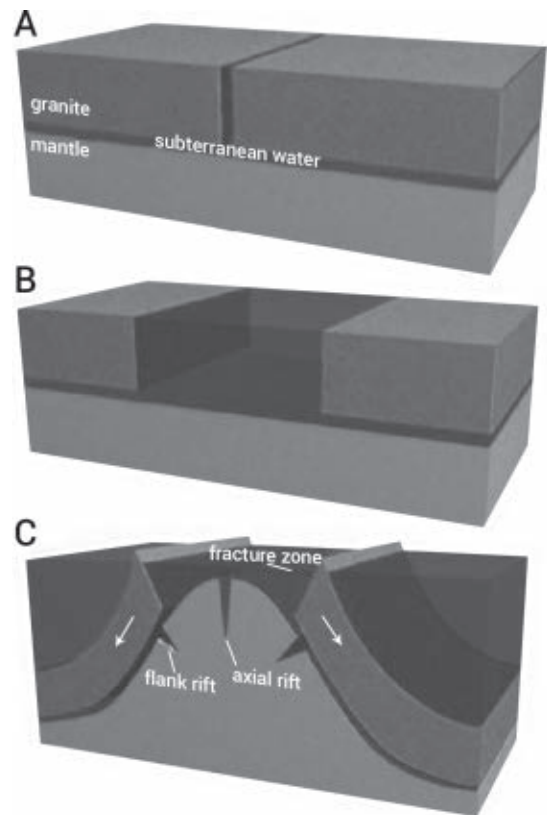 A
granite
mantle
subterranean water
B
C
fracture zone
flank rift
axial rift